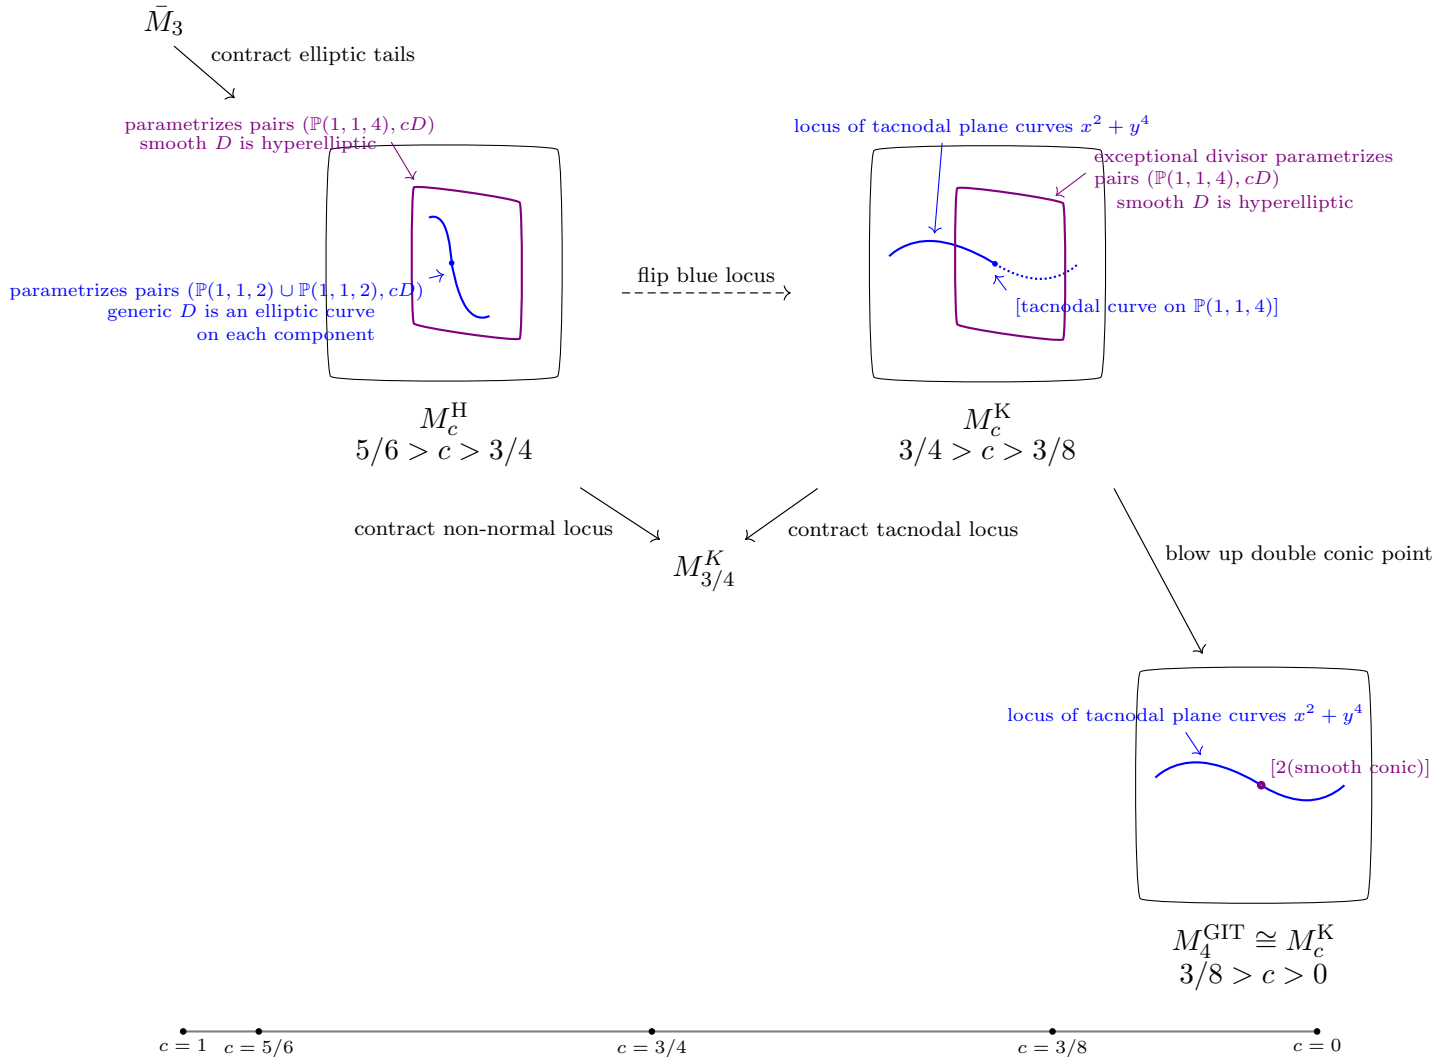 M̄₃
contract elliptic tails
parametrizes pairs (ℙ(1, 1, 4), cD)
smooth D is hyperelliptic
locus of tacnodal plane curves x² + y⁴
exceptional divisor parametrizes
pairs (ℙ(1, 1, 4), cD)
smooth D is hyperelliptic
parametrizes pairs (ℙ(1, 1, 2) ∪ ℙ(1, 1, 2), cD)
generic D is an elliptic curve
on each component
flip blue locus
[tacnodal curve on ℙ(1, 1, 4)]
M_c^H
5/6 > c > 3/4
M_c^K
3/4 > c > 3/8
contract non-normal locus
contract tacnodal locus
M_{3/4}^K
blow up double conic point
locus of tacnodal plane curves x² + y⁴
[2(smooth conic)]
M_4^GIT ≅ M_c^K
3/8 > c > 0
c = 1
c = 5/6
c = 3/4
c = 3/8
c = 0